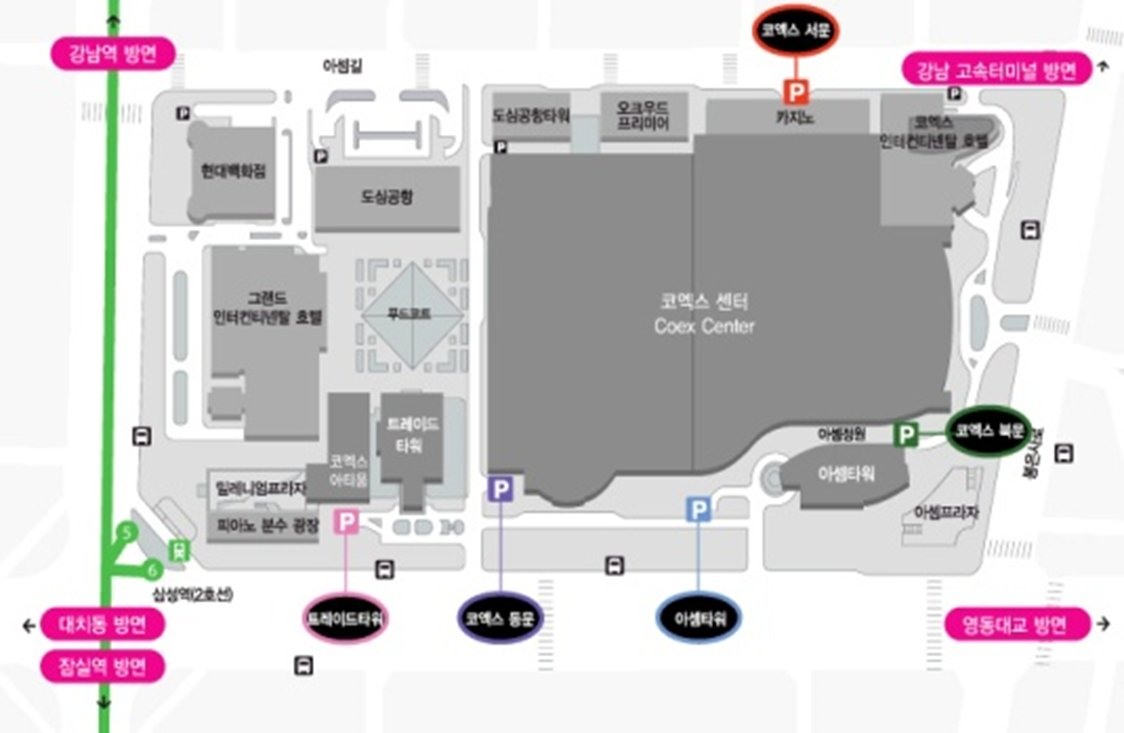 코엑스 서문
강남역 방면
아셈길
강남 고속터미널 방면
P
P
P
도심공항타워
오크우드
프리미어
카지노
코엑스
인터컨티넨탈 호텔
P
P
P
현대백화점
도심공항
그랜드
인터컨티넨탈 호텔
푸드코트
코엑스 센터
Coex Center
트레이드
타워
코엑스
아티움
아셈정원
P
코엑스 북문
봉은사로
아셈타워
밀레니엄프라자
피아노 분수 광장
P
P
P
아셈프라자
5
6
삼성역(2호선)
트레이드타워
코엑스 동문
아셈타워
대치동 방면
영동대교 방면
잠실역 방면